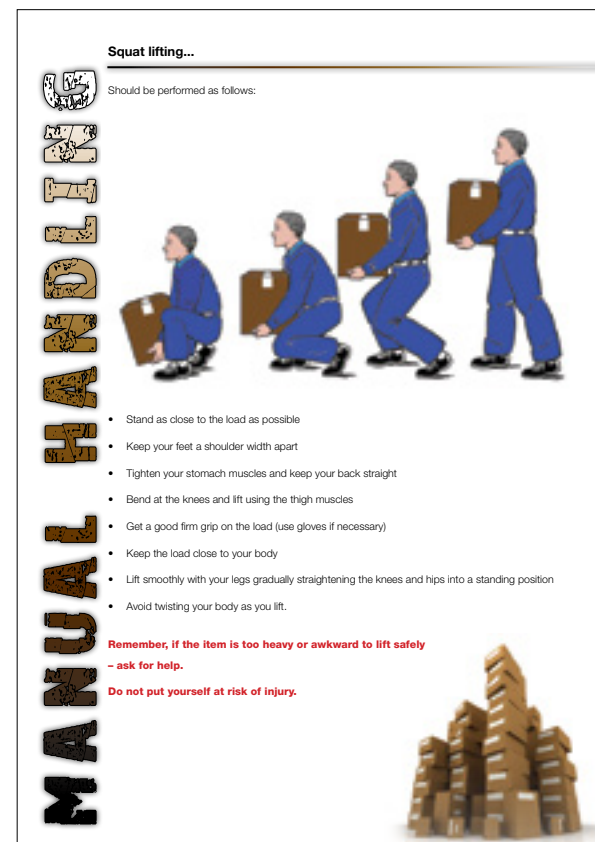 Squat lifting...
Should be performed as follows:
MANUAL HANDLING
• Stand as close to the load as possible
• Keep your feet a shoulder width apart
• Tighten your stomach muscles and keep your back straight
• Bend at the knees and lift using the thigh muscles
• Get a good firm grip on the load (use gloves if necessary)
• Keep the load close to your body
• Lift smoothly with your legs gradually straightening the knees and hips into a standing position
• Avoid twisting your body as you lift.
Remember, if the item is too heavy or awkward to lift safely
– ask for help.
Do not put yourself at risk of injury.